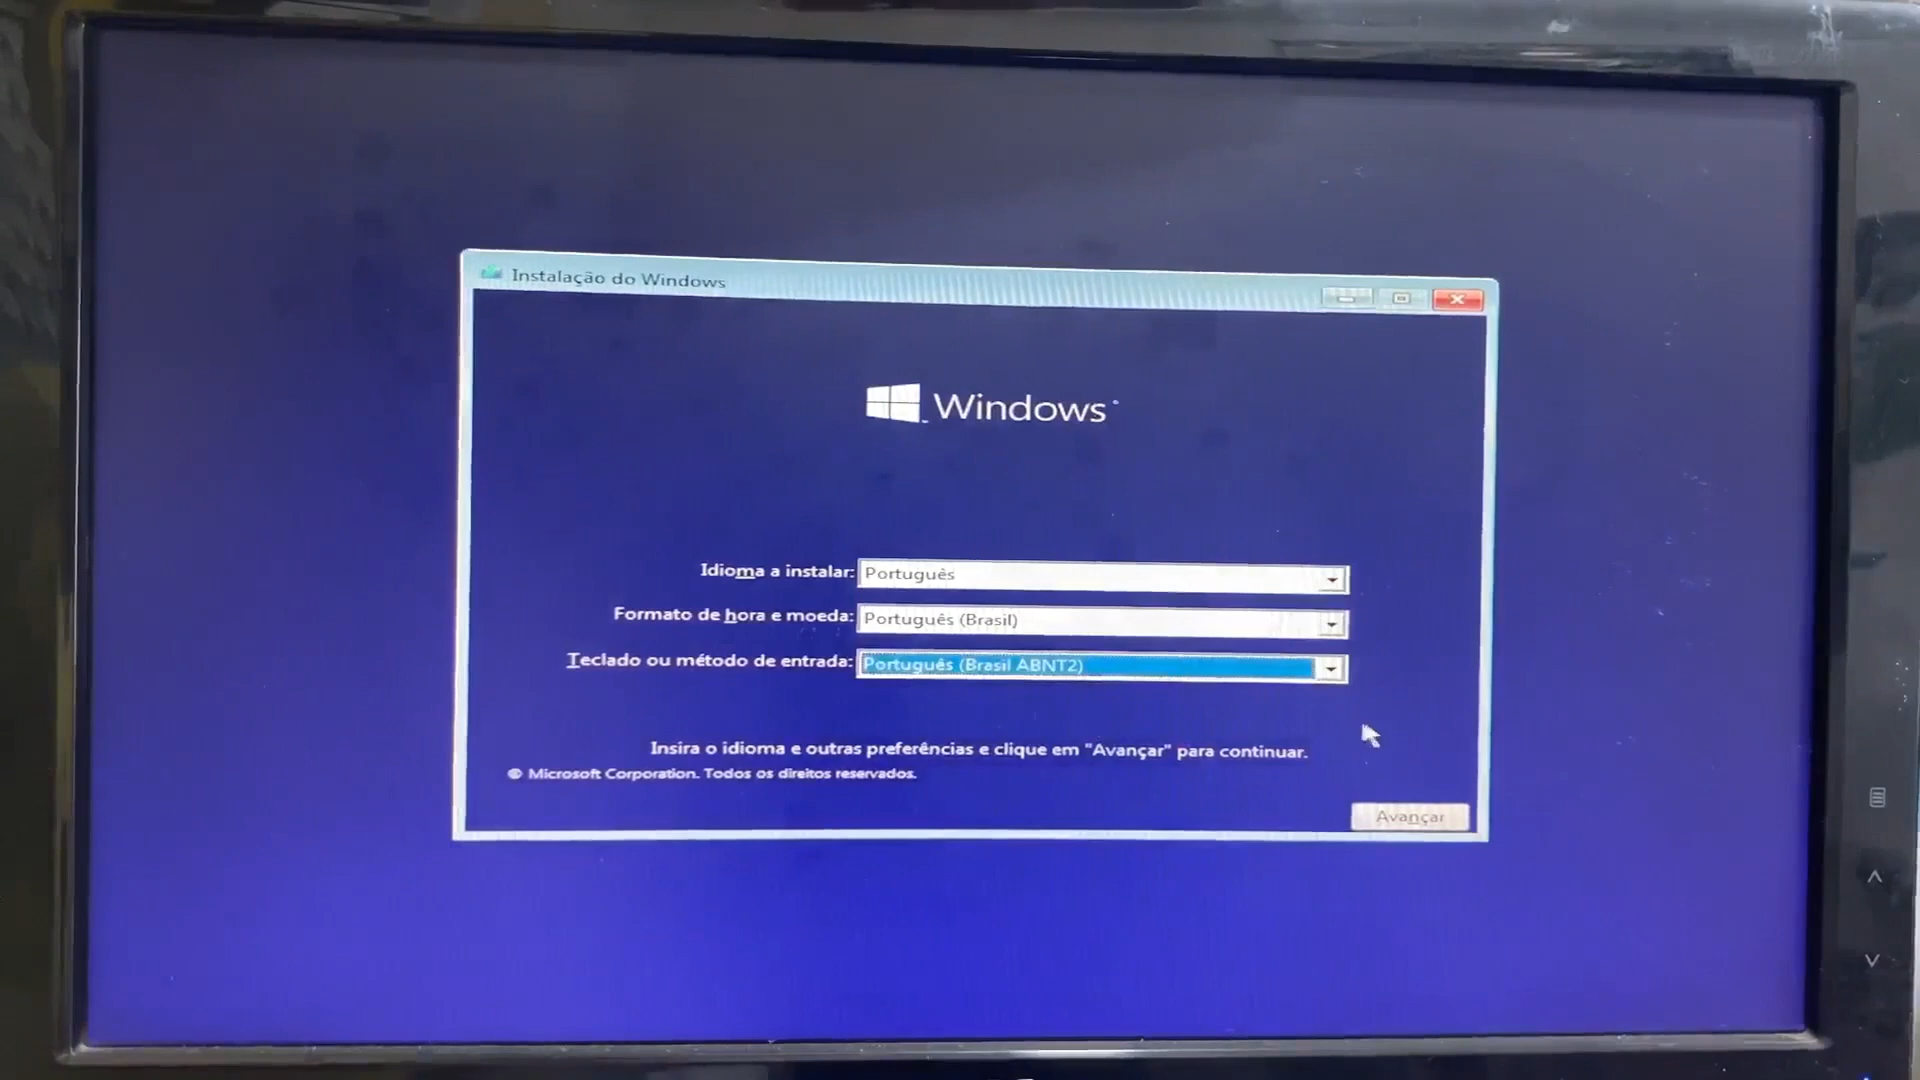 Instalação do Windows
Windows
Idioma a instalar: Português
Formato de hora e moeda: Português (Brasil)
Teclado ou método de entrada: Português (Brasil ABNT2)
Insira o idioma e outras preferências e clique em "Avançar" para continuar.
© Microsoft Corporation. Todos os direitos reservados.
Avançar